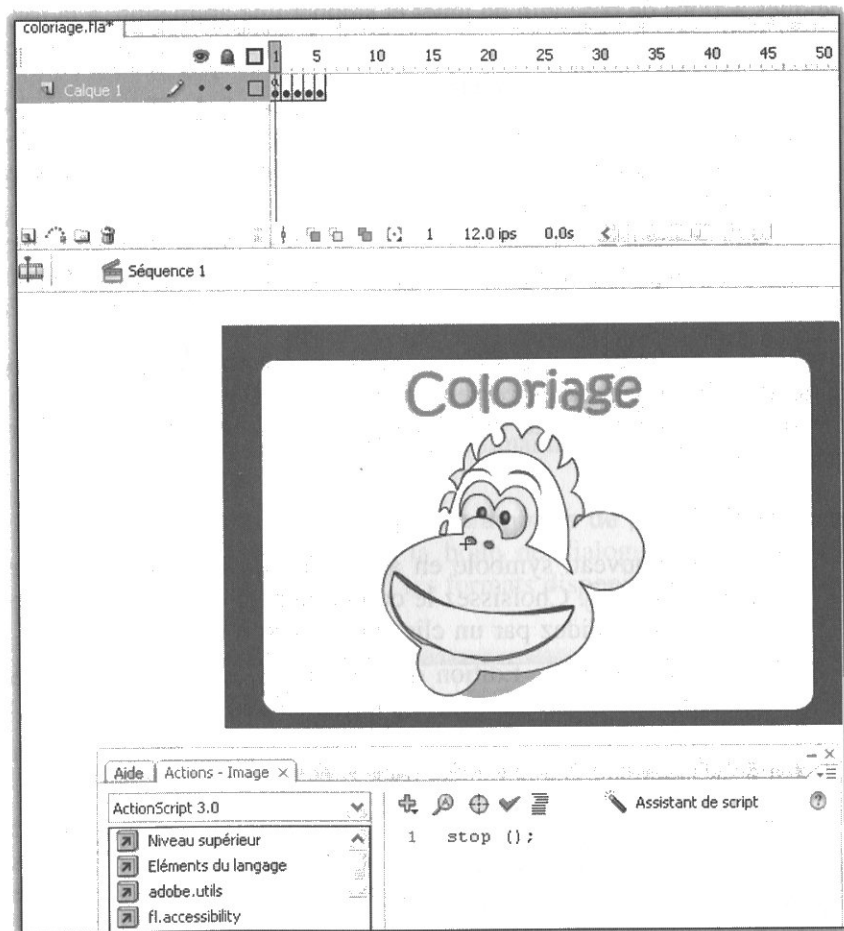 coloriage.fla*
1 5 10 15 20 25 30 35 40 45 50
Calque 1
1 12.0 ips 0.0s
Séquence 1
Coloriage
Aide Actions - Image
ActionScript 3.0
Assistant de script
Niveau supérieur
Eléments du langage
adobe.utils
fl.accessibility
1 stop ();